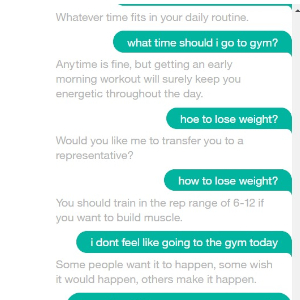 Whatever time fits in your daily routine.
what time should i go to gym?
Anytime is fine, but getting an early
morning workout will surely keep you
energetic throughout the day.
hoe to lose weight?
Would you like me to transfer you to a
representative?
how to lose weight?
You should train in the rep range of 6-12 if
you want to build muscle.
i dont feel like going to the gym today
Some people want it to happen, some wish
it would happen, others make it happen.